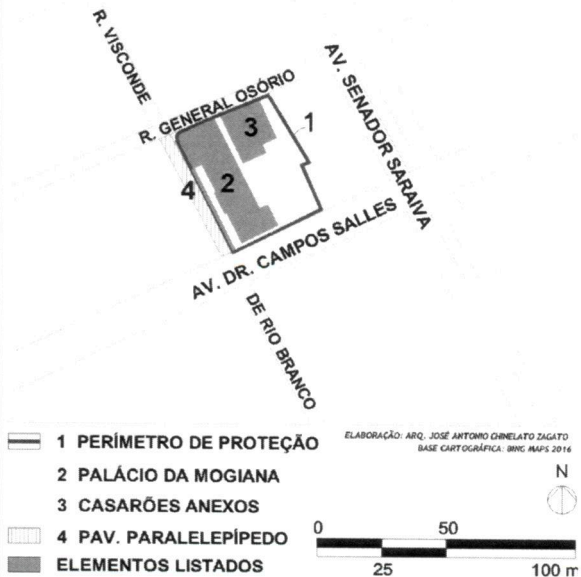 R. VISCONDE
AV. SENADOR SARAIVA
R. GENERAL OSÓRIO
3
1
4
2
AV. DR. CAMPOS SALLES
DE RIO BRANCO
1 PERÍMETRO DE PROTEÇÃO
ELABORAÇÃO: ARQ. JOSÉ ANTONIO CHINELATO ZAGATO
BASE CARTOGRÁFICA: BING MAPS 2016
2 PALÁCIO DA MOGIANA
N
3 CASARÕES ANEXOS
4 PAV. PARALELEPÍPEDO
0 50
ELEMENTOS LISTADOS
25 100 m